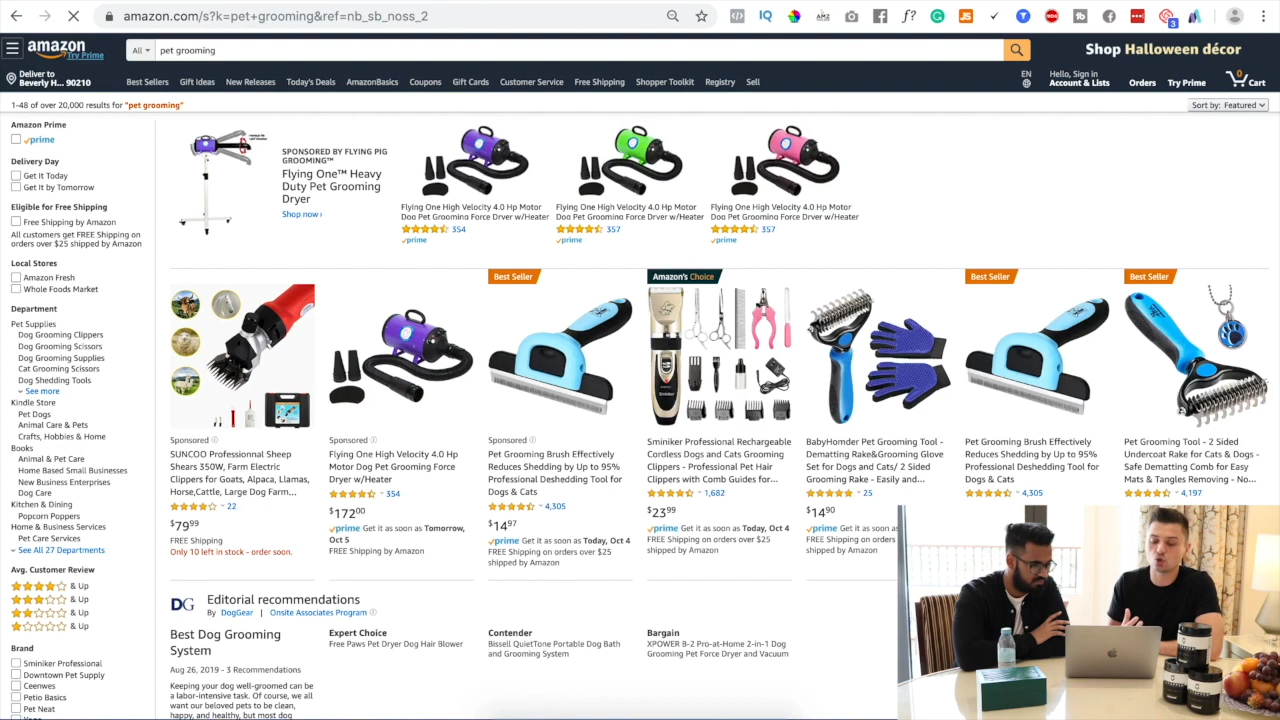 amazon.com/s?k=pet+grooming&ref=nb_sb_noss_2
IQ
AMZ
f?
JS
3
amazon
Try Prime
All
pet grooming
Shop Halloween décor
Deliver to
Beverly H... 90210
Best Sellers Gift Ideas New Releases Today's Deals AmazonBasics Coupons Gift Cards Customer Service Free Shipping Shopper Toolkit Registry Sell
EN
Hello, Sign in
Account & Lists
Orders
Try Prime
0
Cart
1-48 of over 20,000 results for "pet grooming"
Sort by: Featured
Amazon Prime
prime
Delivery Day
Get It Today
Get It by Tomorrow
Eligible for Free Shipping
Free Shipping by Amazon
All customers get FREE Shipping on
orders over $25 shipped by Amazon
Local Stores
Amazon Fresh
Whole Foods Market
Department
Pet Supplies
Dog Grooming Clippers
Dog Grooming Scissors
Dog Grooming Supplies
Cat Grooming Scissors
Dog Shedding Tools
See more
Kindle Store
Pet Dogs
Animal Care & Pets
Crafts, Hobbies & Home
Books
Animal & Pet Care
Home Based Small Businesses
New Business Enterprises
Dog Care
Kitchen & Dining
Popcorn Poppers
Home & Business Services
Pet Care Services
See All 27 Departments
Avg. Customer Review
& Up
& Up
& Up
& Up
Brand
Sminiker Professional
Downtown Pet Supply
Ceenwes
Petio Basics
Pet Neat
SPONSORED BY FLYING PIG
GROOMING™
Flying One™ Heavy
Duty Pet Grooming
Dryer
Shop now ›
Flying One High Velocity 4.0 Hp Motor
Dog Pet Grooming Force Dryer w/Heater
354
prime
Flying One High Velocity 4.0 Hp Motor
Dog Pet Grooming Force Dryer w/Heater
357
prime
Flying One High Velocity 4.0 Hp Motor
Dog Pet Grooming Force Dryer w/Heater
357
prime
Sponsored
SUNCOO Professionnal Sheep
Shears 350W, Farm Electric
Clippers for Goats, Alpaca, Llamas,
Horse,Cattle, Large Dog Farm...
22
$79.99
FREE Shipping
Only 10 left in stock - order soon.
Sponsored
Flying One High Velocity 4.0 Hp
Motor Dog Pet Grooming Force
Dryer w/Heater
354
$172.00
prime Get it as soon as Tomorrow,
Oct 5
FREE Shipping by Amazon
Best Seller
Sponsored
Pet Grooming Brush Effectively
Reduces Shedding by Up to 95%
Professional Deshedding Tool for
Dogs & Cats
4,305
$14.97
prime Get it as soon as Today, Oct 4
FREE Shipping on orders over $25
shipped by Amazon
Amazon's Choice
Sminiker Professional Rechargeable
Cordless Dogs and Cats Grooming
Clippers - Professional Pet Hair
Clippers with Comb Guides for...
1,682
$23.99
prime Get it as soon as Today, Oct 4
FREE Shipping on orders over $25
shipped by Amazon
BabyHomder Pet Grooming Tool -
Dematting Rake&Grooming Glove
Set for Dogs and Cats/ 2 Sided
Grooming Rake - Easily and...
25
$14.90
prime Get it as soon as Today, Oct 4
FREE Shipping on orders over $25
shipped by Amazon
Best Seller
Pet Grooming Brush Effectively
Reduces Shedding by Up to 95%
Professional Deshedding Tool for
Dogs & Cats
4,305
Best Seller
Pet Grooming Tool - 2 Sided
Undercoat Rake for Cats & Dogs -
Safe Dematting Comb for Easy
Mats & Tangles Removing - No...
4,197
DG
Editorial recommendations
By DogGear | Onsite Associates Program
Best Dog Grooming
System
Aug 26, 2019 - 3 Recommendations
Keeping your dog well-groomed can be
a labor-intensive task. Of course, we all
want our beloved pets to be clean,
happy, and healthy, but most dog
Expert Choice
Free Paws Pet Dryer Dog Hair Blower
Contender
Bissell QuietTone Portable Dog Bath
and Grooming System
Bargain
XPOWER B-2 Pro-at-Home 2-in-1 Dog
Grooming Pet Force Dryer and Vacuum